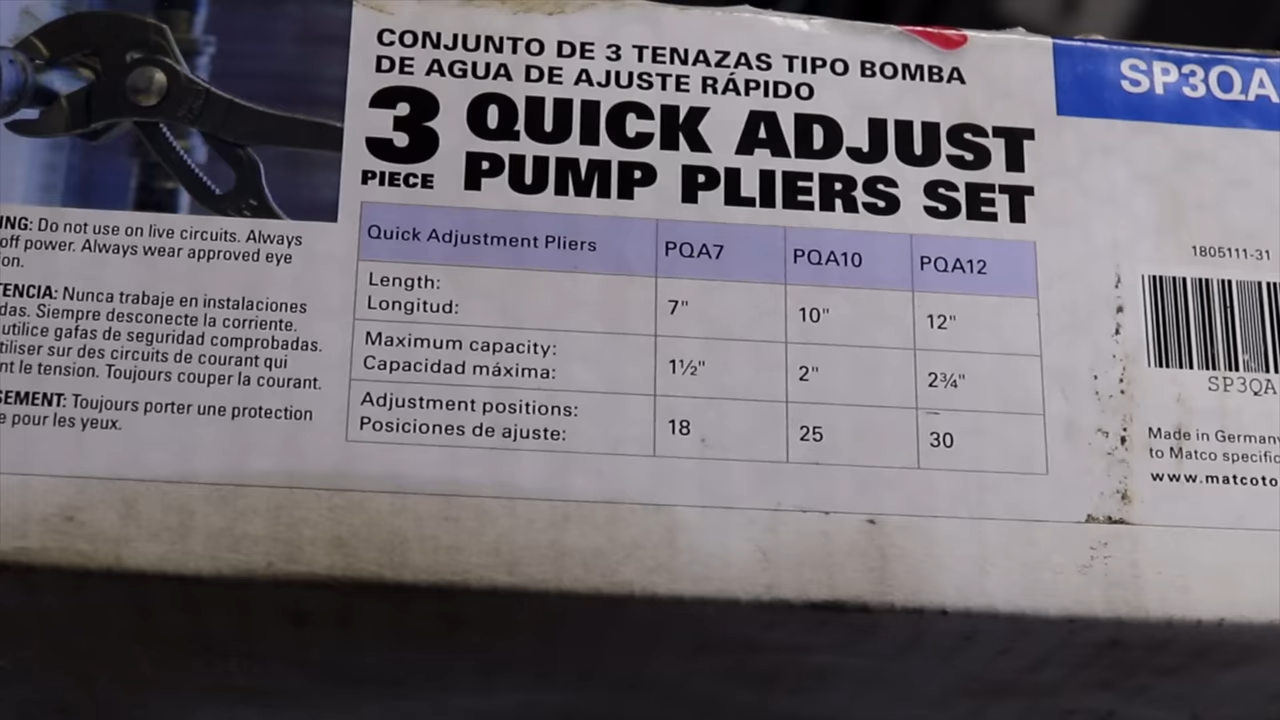 CONJUNTO DE 3 TENAZAS TIPO BOMBA
DE AGUA DE AJUSTE RÁPIDO
3 QUICK ADJUST
PIECE PUMP PLIERS SET
SP3QA
ING: Do not use on live circuits. Always
off power. Always wear approved eye
on.
TENCIA: Nunca trabaje en instalaciones
das. Siempre desconecte la corriente.
utilice gafas de seguridad comprobadas.
tiliser sur des circuits de courant qui
nt le tension. Toujours couper la courant.
SEMENT: Toujours porter une protection
e pour les yeux.
Quick Adjustment Pliers PQA7 PQA10 PQA12
Length:
Longitud: 7" 10" 12"
Maximum capacity:
Capacidad máxima: 1½" 2" 2¾"
Adjustment positions:
Posiciones de ajuste: 18 25 30
1805111-31
SP3QA
Made in German
to Matco specific
www.matcoto